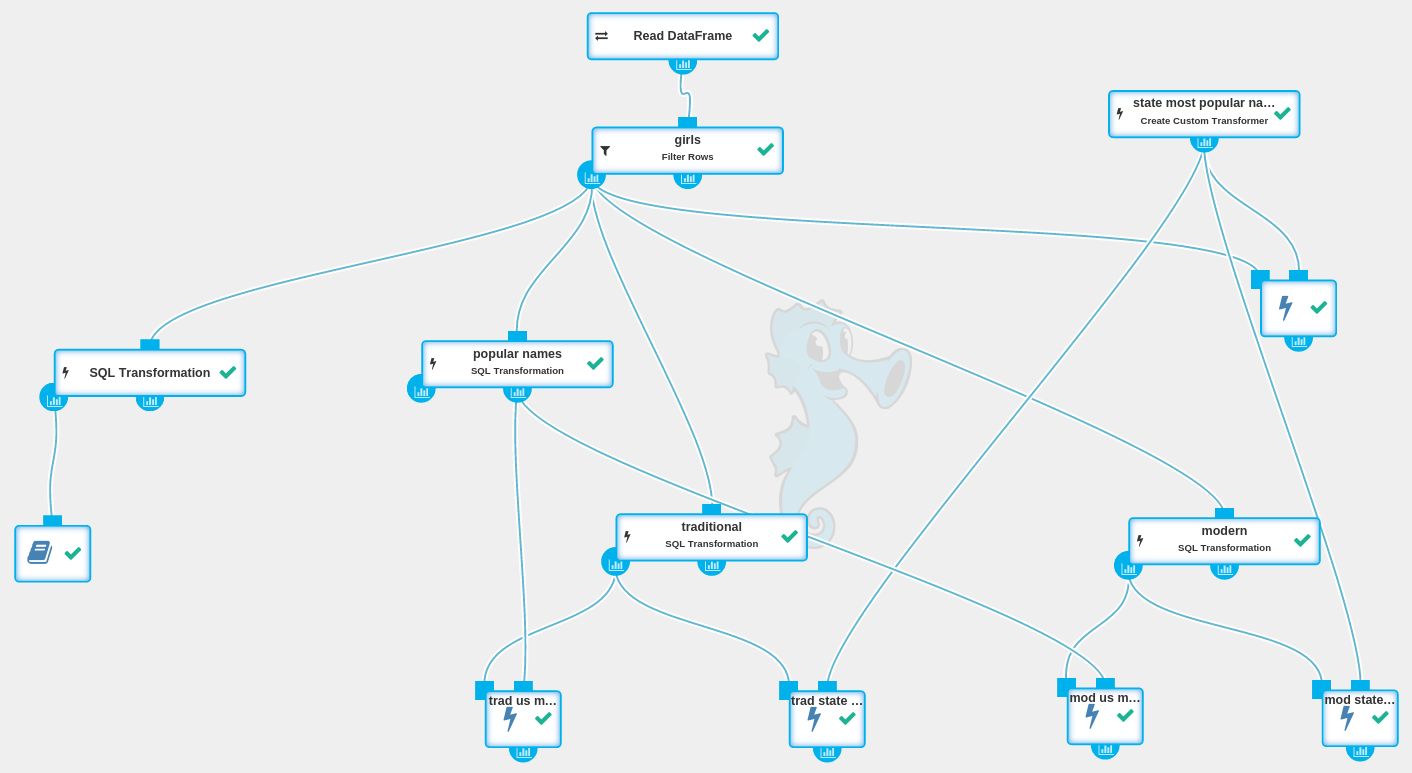 Read DataFrame
state most popular na...
Create Custom Transformer
girls
Filter Rows
SQL Transformation
popular names
SQL Transformation
traditional
SQL Transformation
modern
SQL Transformation
trad us m...
trad state ...
mod us m...
mod state...